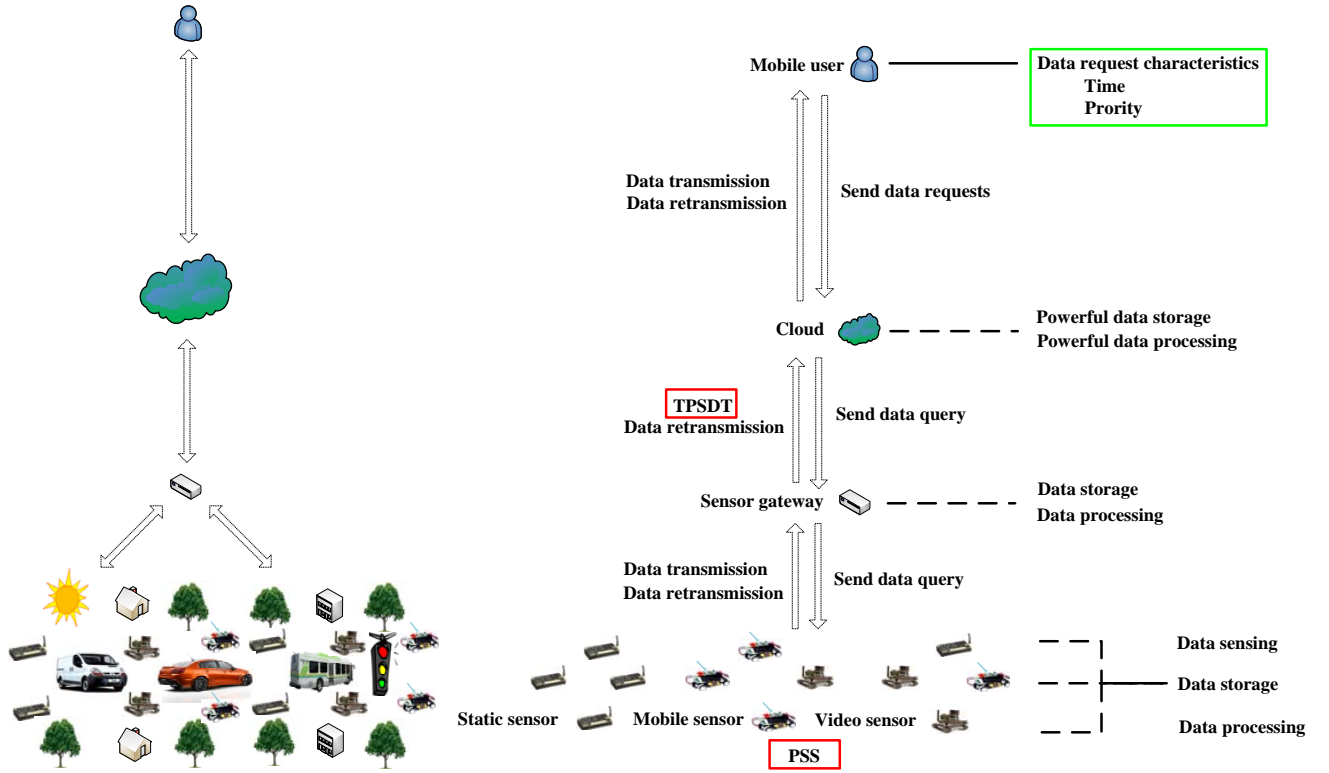 Mobile user
Data request characteristics
Time
Prority
Data transmission
Data retransmission
Send data requests
Cloud
Powerful data storage
Powerful data processing
TPSDT
Data retransmission
Send data query
Sensor gateway
Data storage
Data processing
Data transmission
Data retransmission
Send data query
Data sensing
Data storage
Data processing
Static sensor
Mobile sensor
Video sensor
PSS